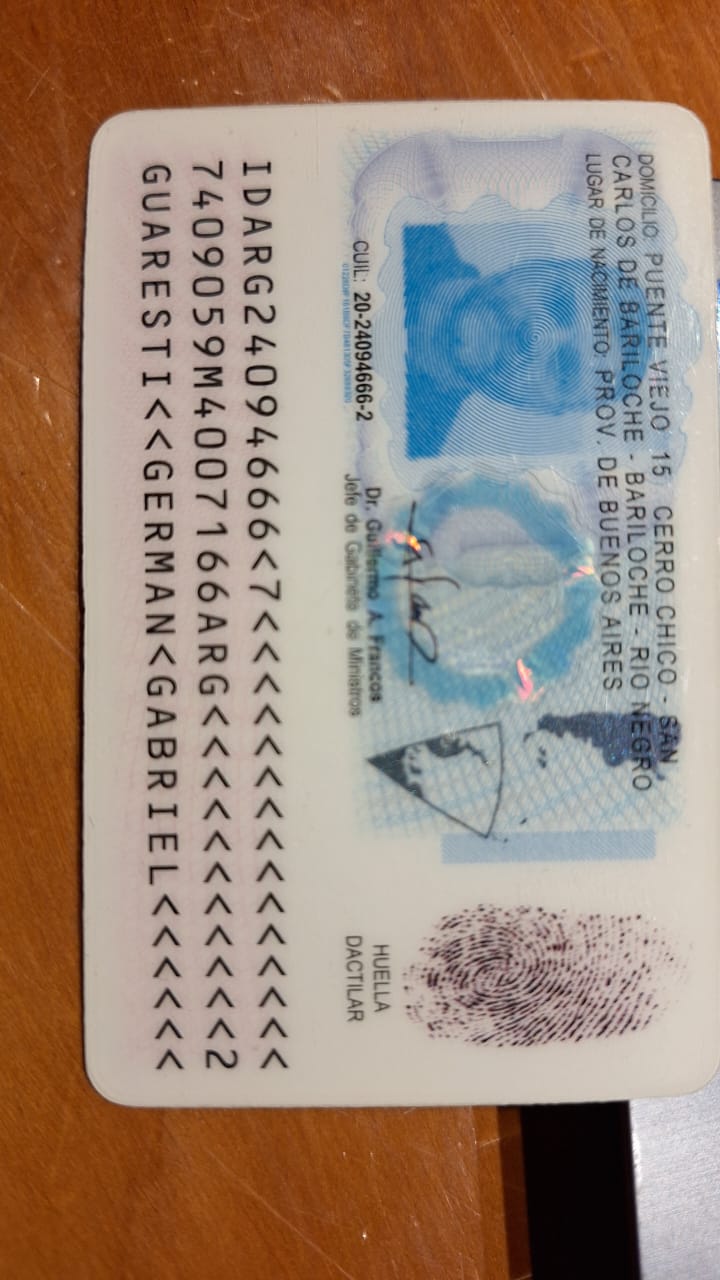 DOMICILIO: PUENTE VIEJO 15 CERRO CHICO - SAN
CARLOS DE BARILOCHE - BARILOCHE - RIO NEGRO
LUGAR DE NACIMIENTO: PROV. DE BUENOS AIRES
CUIL: 20-24094666-2
Dr. Guillermo A. Francos
Jefe de Gabinete de Ministros
HUELLA
DACTILAR
IDARG24094666<7<<<<<<<<<<<<<<<
7409059M4007166ARG<<<<<<<<<<<2
GUARESTI<<GERMAN<GABRIEL<<<<<<